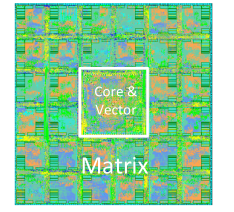 Core &
Vector
Matrix